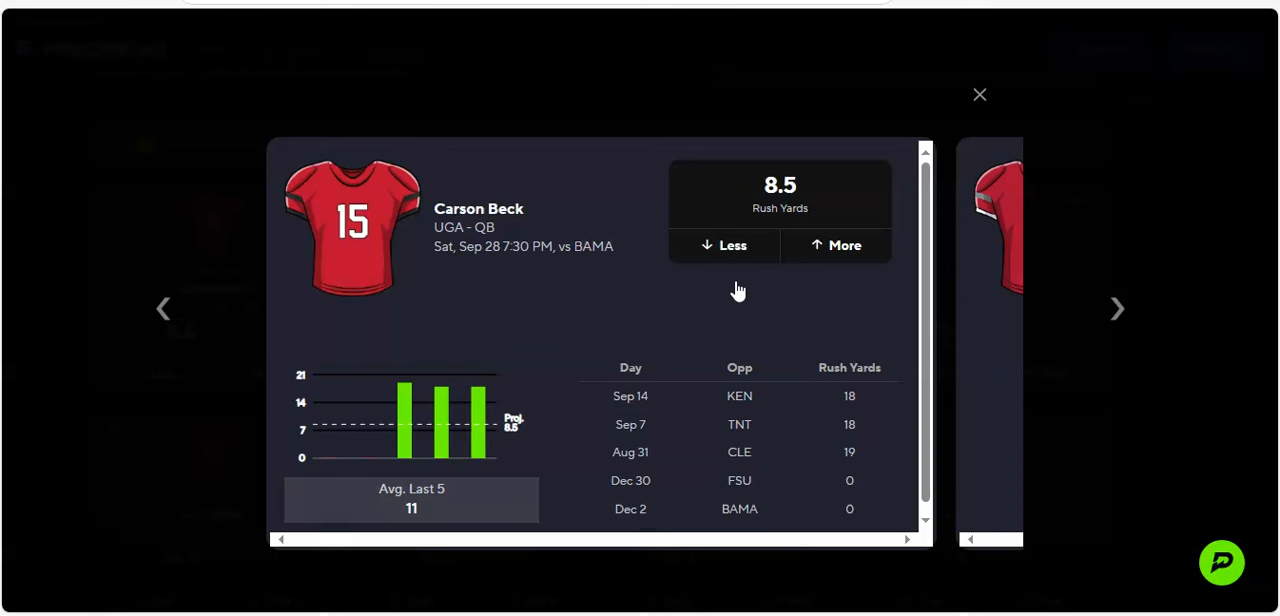 15
Carson Beck
UGA - QB
Sat, Sep 28 7:30 PM, vs BAMA
8.5
Rush Yards
↓ Less
↑ More
21
14
7
0
Proj.
8.5
Avg. Last 5
11
Day Opp Rush Yards
Sep 14 KEN 18
Sep 7 TNT 18
Aug 31 CLE 19
Dec 30 FSU 0
Dec 2 BAMA 0